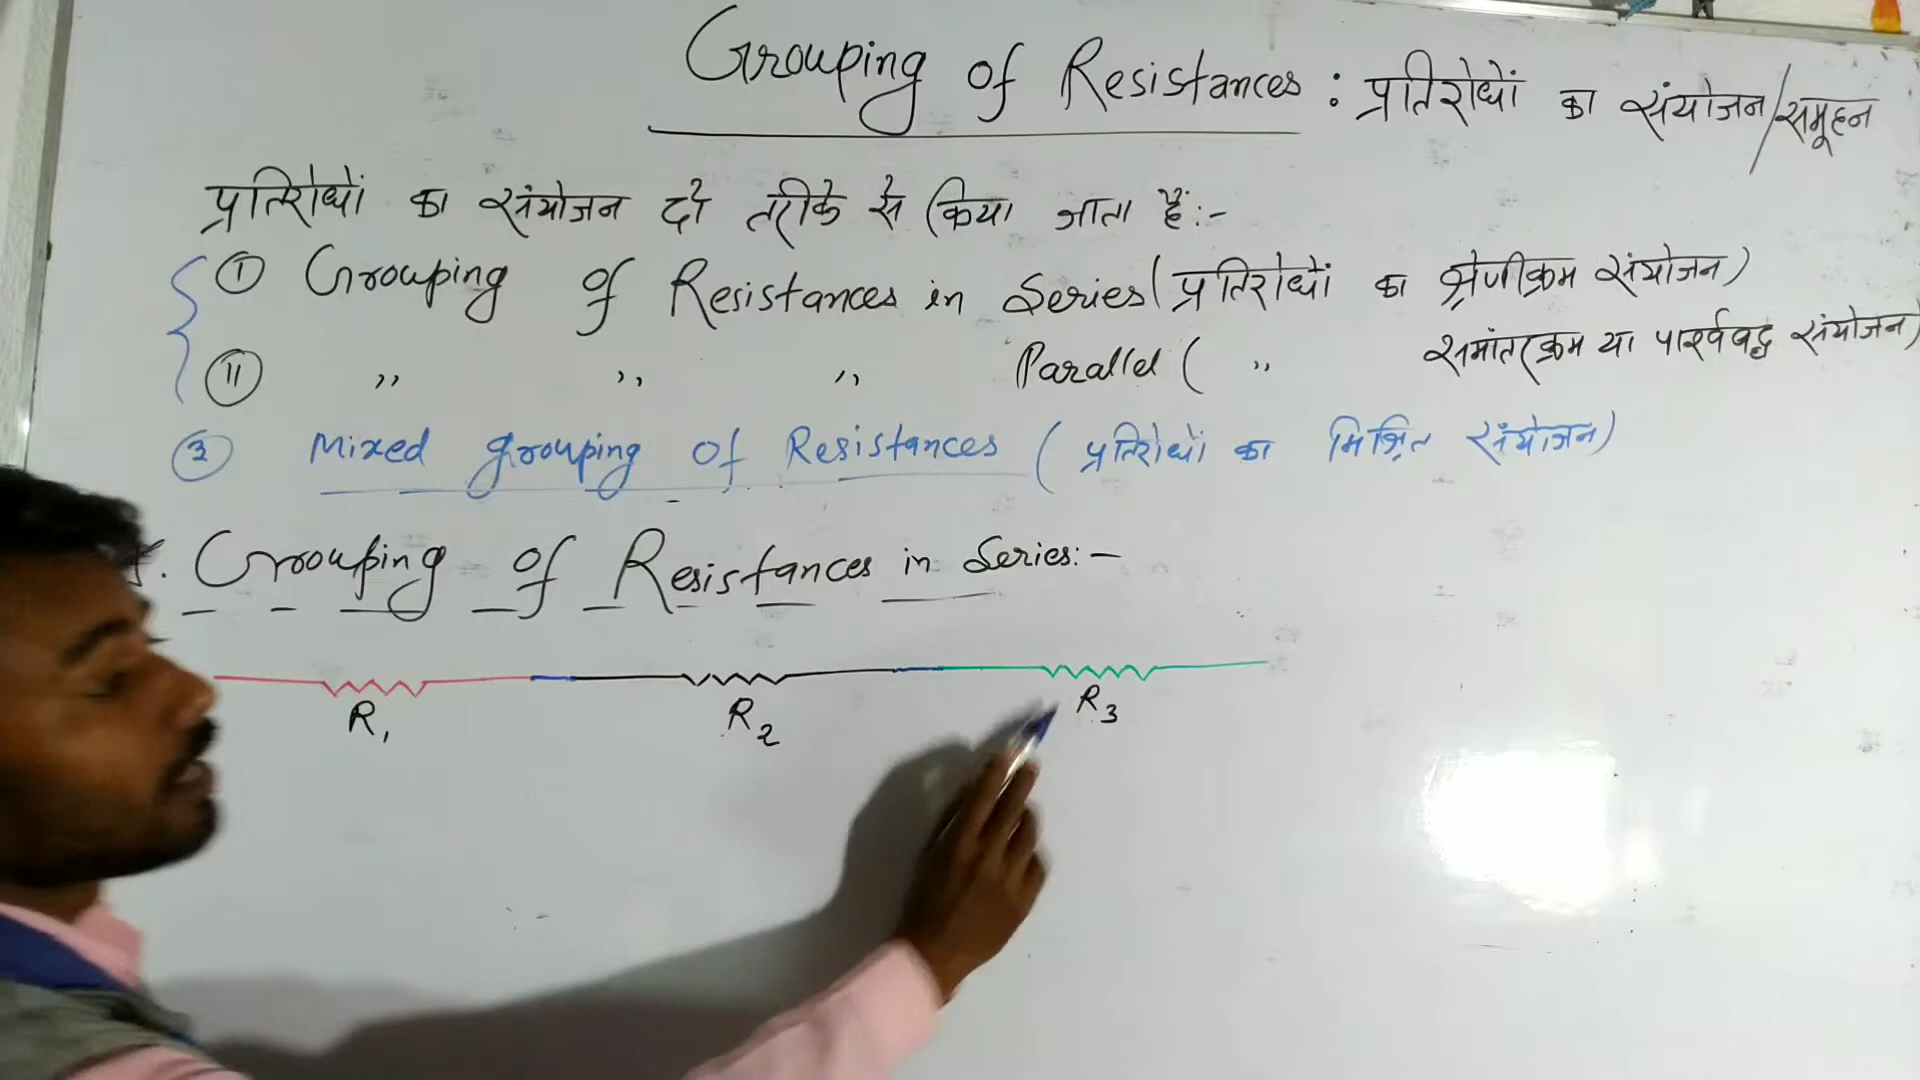 Grouping of Resistances : प्रतिरोधों का संयोजन/समूहन
प्रतिरोधों का संयोजन दो तरीके से किया जाता है:-
① Grouping of Resistances in Series (प्रतिरोधों का श्रेणीक्रम संयोजन)
⑪ ,, ,, ,, Parallel ( ,, समांतरक्रम या पार्श्वबद्ध संयोजन)
② Mixed grouping of Resistances (प्रतिरोधों का मिश्रित संयोजन)
Grouping of Resistances in Series:-
R₁ R₂ R₃